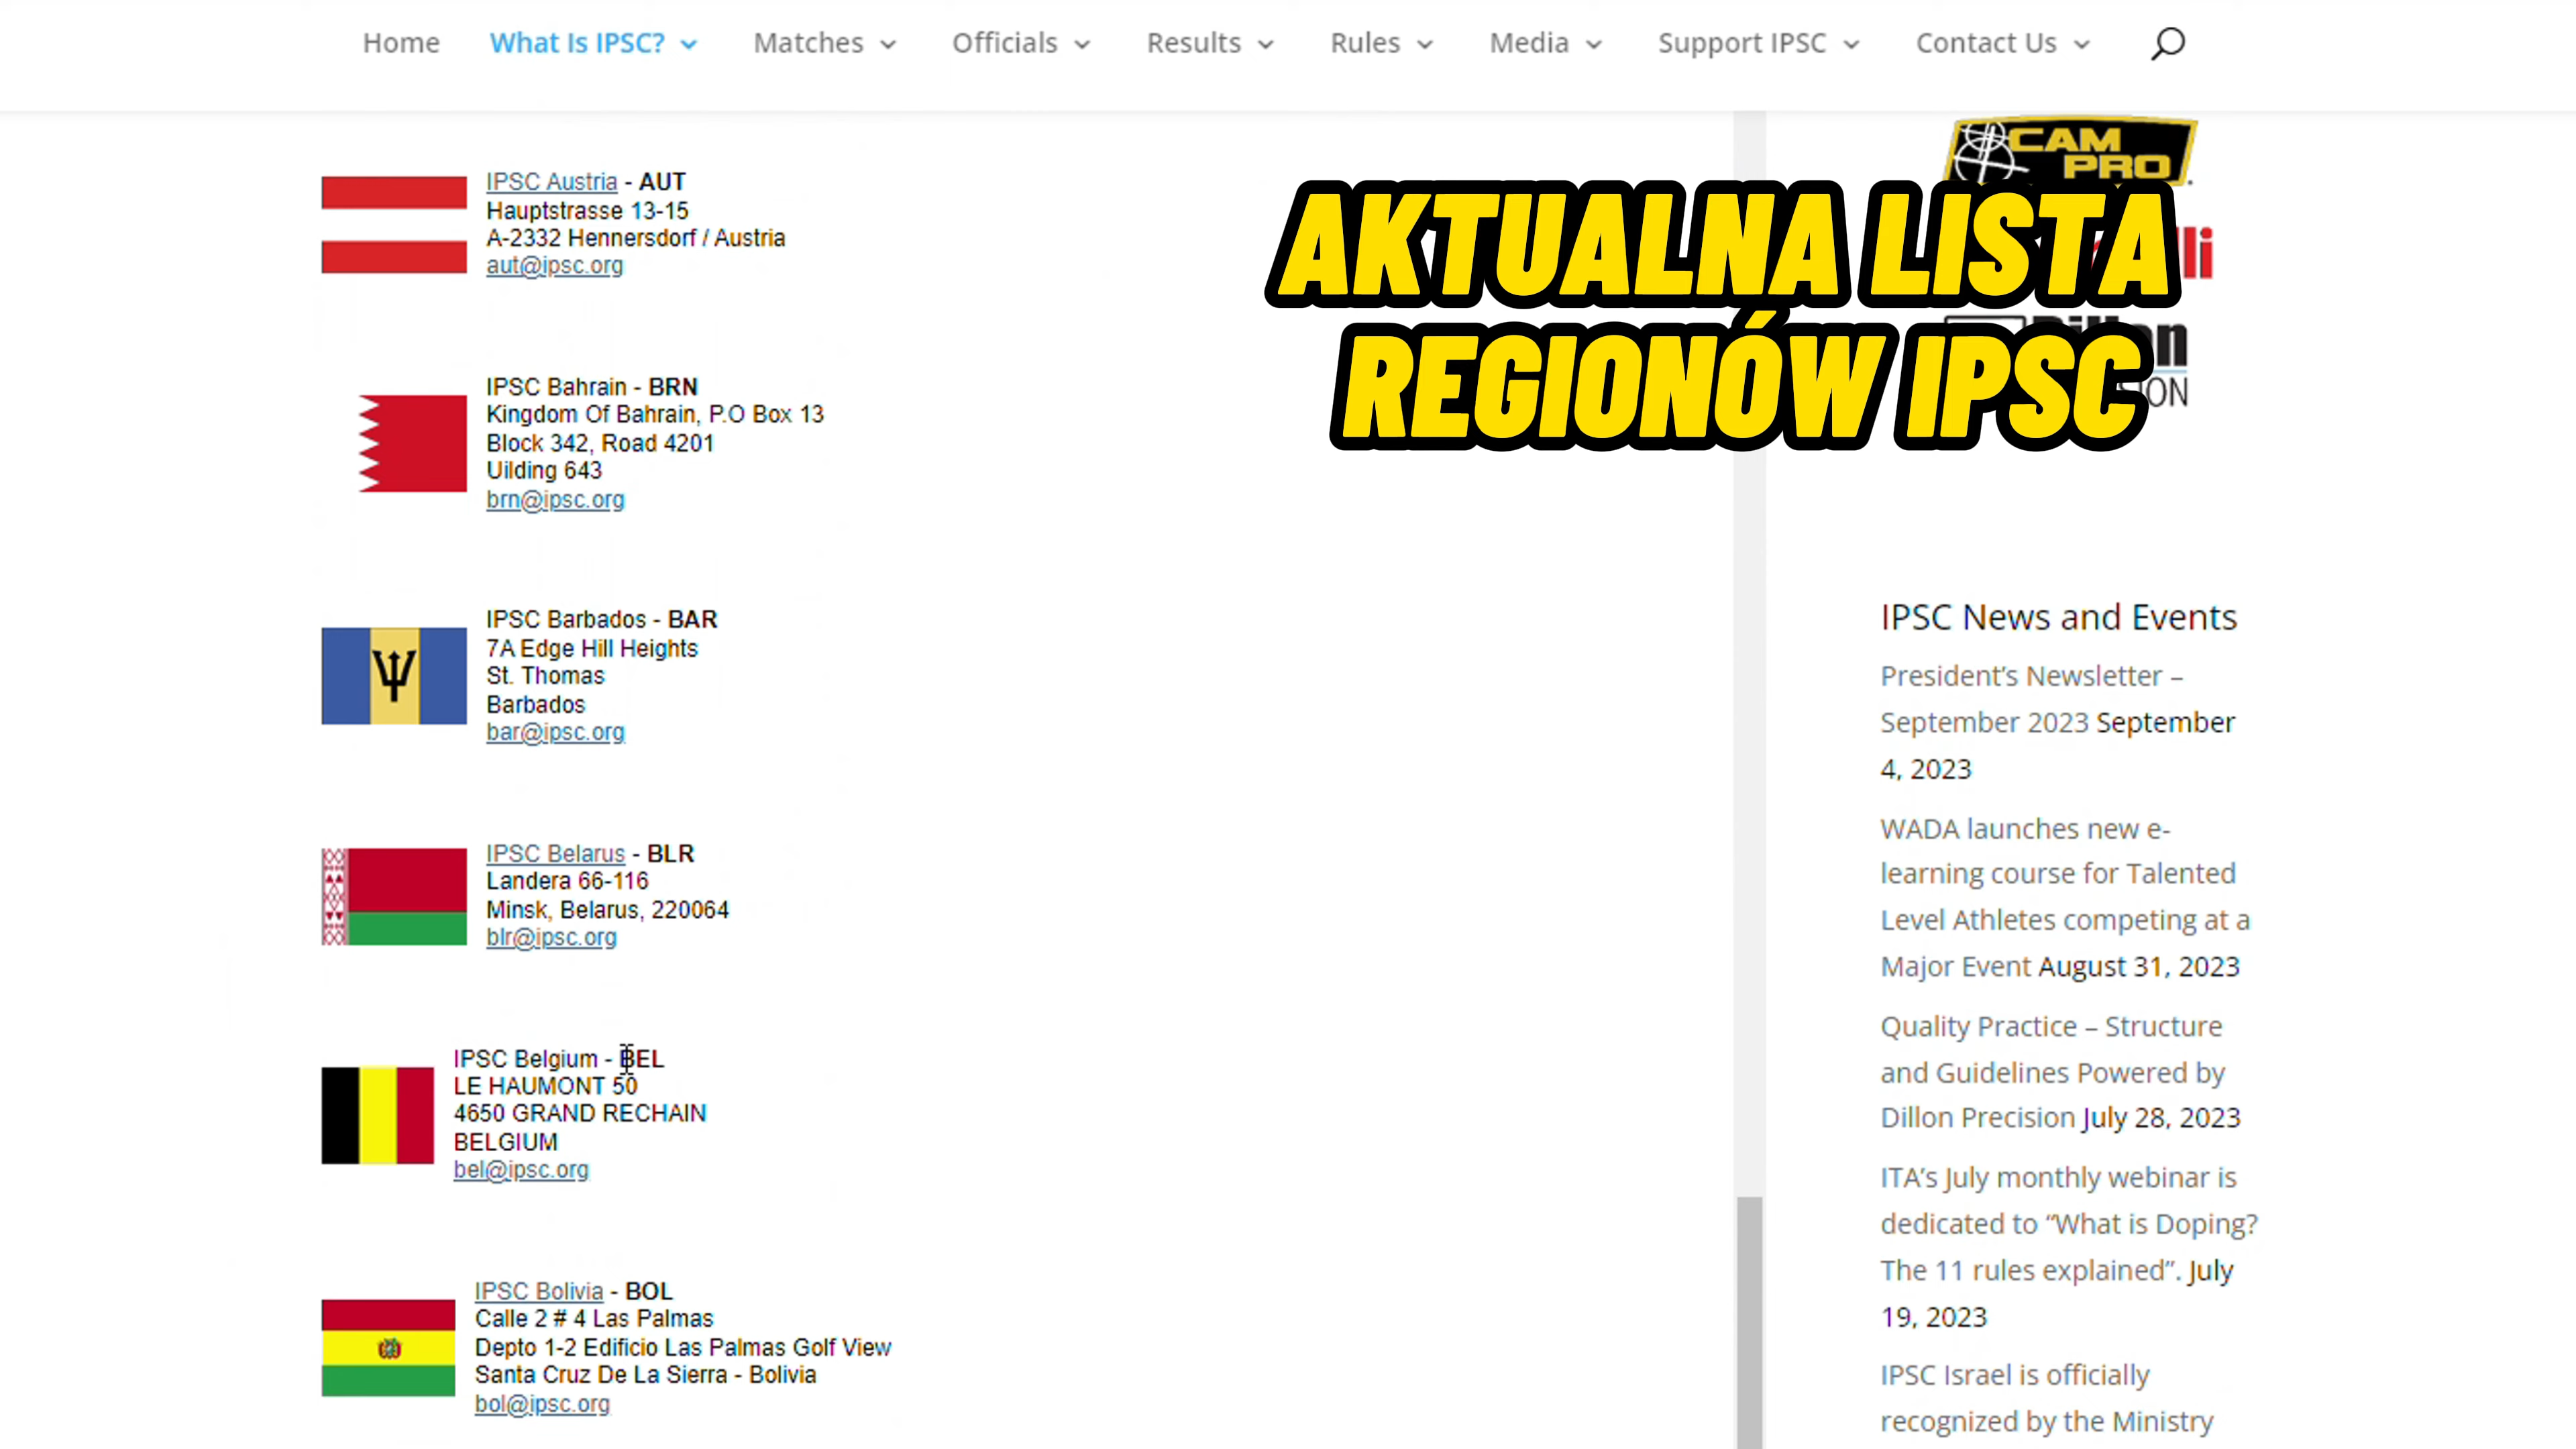 Home What Is IPSC? Matches Officials Results Rules Media Support IPSC Contact Us
IPSC Austria - AUT
Hauptstrasse 13-15
A-2332 Hennersdorf / Austria
aut@ipsc.org
IPSC Bahrain - BRN
Kingdom Of Bahrain, P.O Box 13
Block 342, Road 4201
Uilding 643
brn@ipsc.org
IPSC Barbados - BAR
7A Edge Hill Heights
St. Thomas
Barbados
bar@ipsc.org
IPSC Belarus - BLR
Landera 66-116
Minsk, Belarus, 220064
blr@ipsc.org
IPSC Belgium - BEL
LE HAUMONT 50
4650 GRAND RECHAIN
BELGIUM
bel@ipsc.org
IPSC Bolivia - BOL
Calle 2 # 4 Las Palmas
Depto 1-2 Edificio Las Palmas Golf View
Santa Cruz De La Sierra - Bolivia
bol@ipsc.org
CAM
PRO
AKTUALNA LISTA
REGIONÓW IPSC
IPSC News and Events
President’s Newsletter –
September 2023 September
4, 2023
WADA launches new e-
learning course for Talented
Level Athletes competing at a
Major Event August 31, 2023
Quality Practice – Structure
and Guidelines Powered by
Dillon Precision July 28, 2023
ITA’s July monthly webinar is
dedicated to “What is Doping?
The 11 rules explained”. July
19, 2023
IPSC Israel is officially
recognized by the Ministry